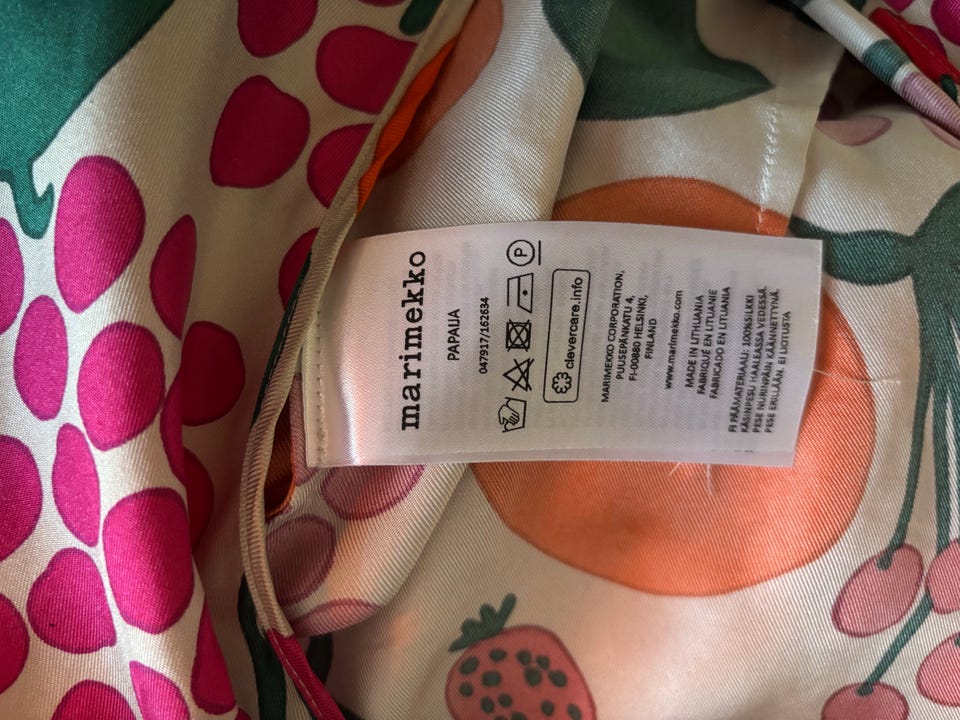 marimekko
PAPAIJA
047917/162634
P
clevercare.info
MARIMEKKO CORPORATION,
PUUSEPÄNKATU 4,
FI-00880 HELSINKI,
FINLAND
www.marimekko.com
MADE IN LITHUANIA
FABRIQUÉ EN LITUANIE
FABRICADO EN LITUANIA
FI PÄÄMATERIAALI: 100%SILKKI
KÄSINPESU HAALEASSA VEDESSÄ.
PESE NURINPÄIN KÄÄNNETTYNÄ.
PESE ERILLÄÄN. EI LIOTUSTA